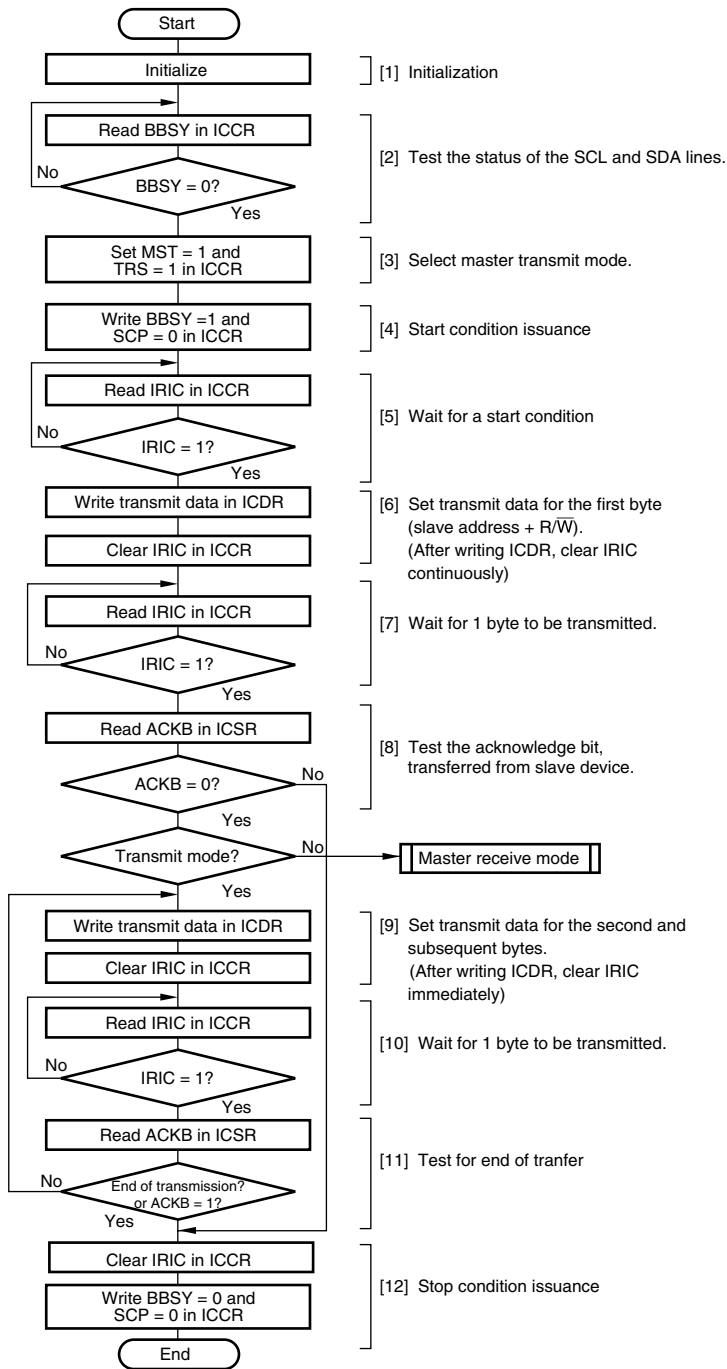 Start
Initialize
[1] Initialization
Read BBSY in ICCR
[2] Test the status of the SCL and SDA lines.
No
BBSY = 0?
Yes
Set MST = 1 and
TRS = 1 in ICCR
[3] Select master transmit mode.
Write BBSY =1 and
SCP = 0 in ICCR
[4] Start condition issuance
Read IRIC in ICCR
[5] Wait for a start condition
No
IRIC = 1?
Yes
Write transmit data in ICDR
[6] Set transmit data for the first byte
(slave address + R/W̅).
(After writing ICDR, clear IRIC
continuously)
Clear IRIC in ICCR
Read IRIC in ICCR
[7] Wait for 1 byte to be transmitted.
No
IRIC = 1?
Yes
Read ACKB in ICSR
[8] Test the acknowledge bit,
transferred from slave device.
ACKB = 0?
No
Yes
Transmit mode?
No
Master receive mode
Yes
Write transmit data in ICDR
[9] Set transmit data for the second and
subsequent bytes.
(After writing ICDR, clear IRIC
immediately)
Clear IRIC in ICCR
Read IRIC in ICCR
[10] Wait for 1 byte to be transmitted.
No
IRIC = 1?
Yes
Read ACKB in ICSR
[11] Test for end of tranfer
No
End of transmission?
or ACKB = 1?
Yes
Clear IRIC in ICCR
[12] Stop condition issuance
Write BBSY = 0 and
SCP = 0 in ICCR
End